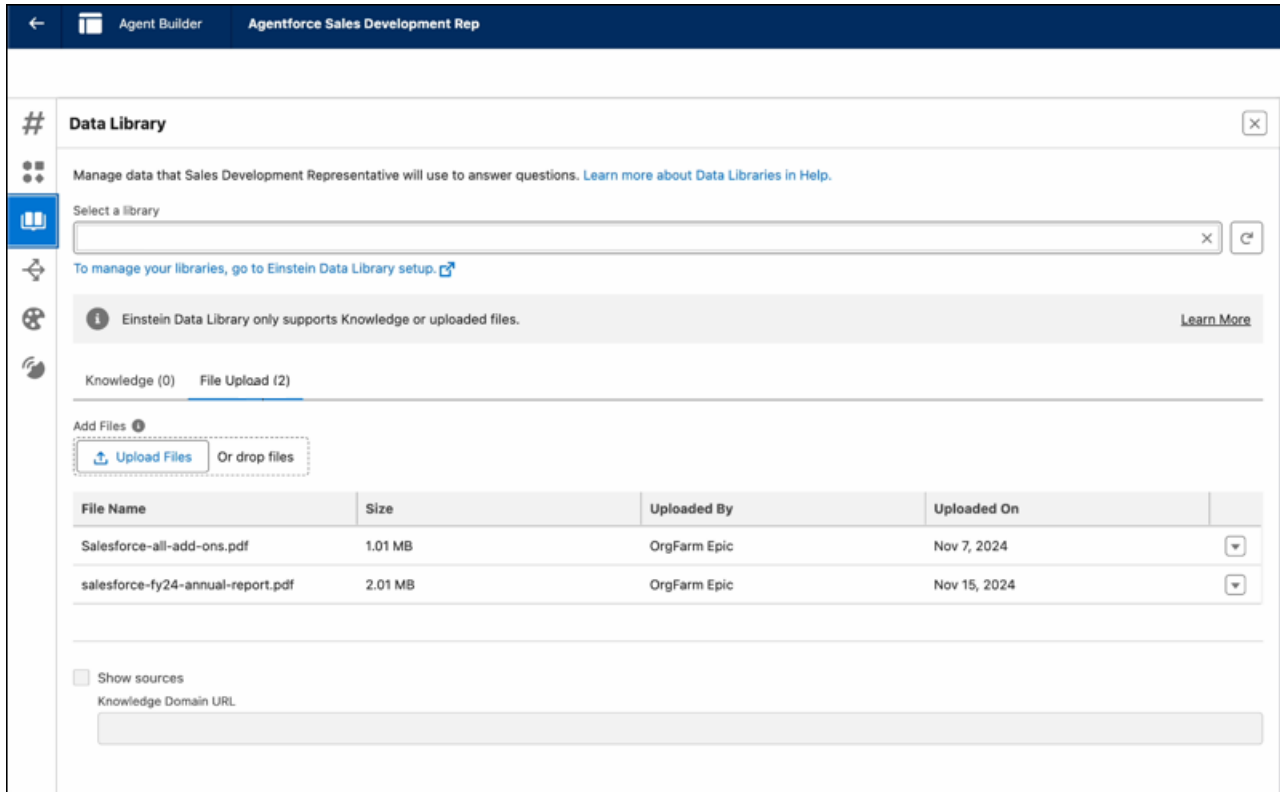 Agent Builder Agentforce Sales Development Rep
Data Library
Manage data that Sales Development Representative will use to answer questions. Learn more about Data Libraries in Help.
Select a library
To manage your libraries, go to Einstein Data Library setup.
Einstein Data Library only supports Knowledge or uploaded files. Learn More
Knowledge (0) File Upload (2)
Add Files
Upload Files Or drop files
File Name Size Uploaded By Uploaded On
Salesforce-all-add-ons.pdf 1.01 MB OrgFarm Epic Nov 7, 2024
salesforce-fy24-annual-report.pdf 2.01 MB OrgFarm Epic Nov 15, 2024
Show sources
Knowledge Domain URL